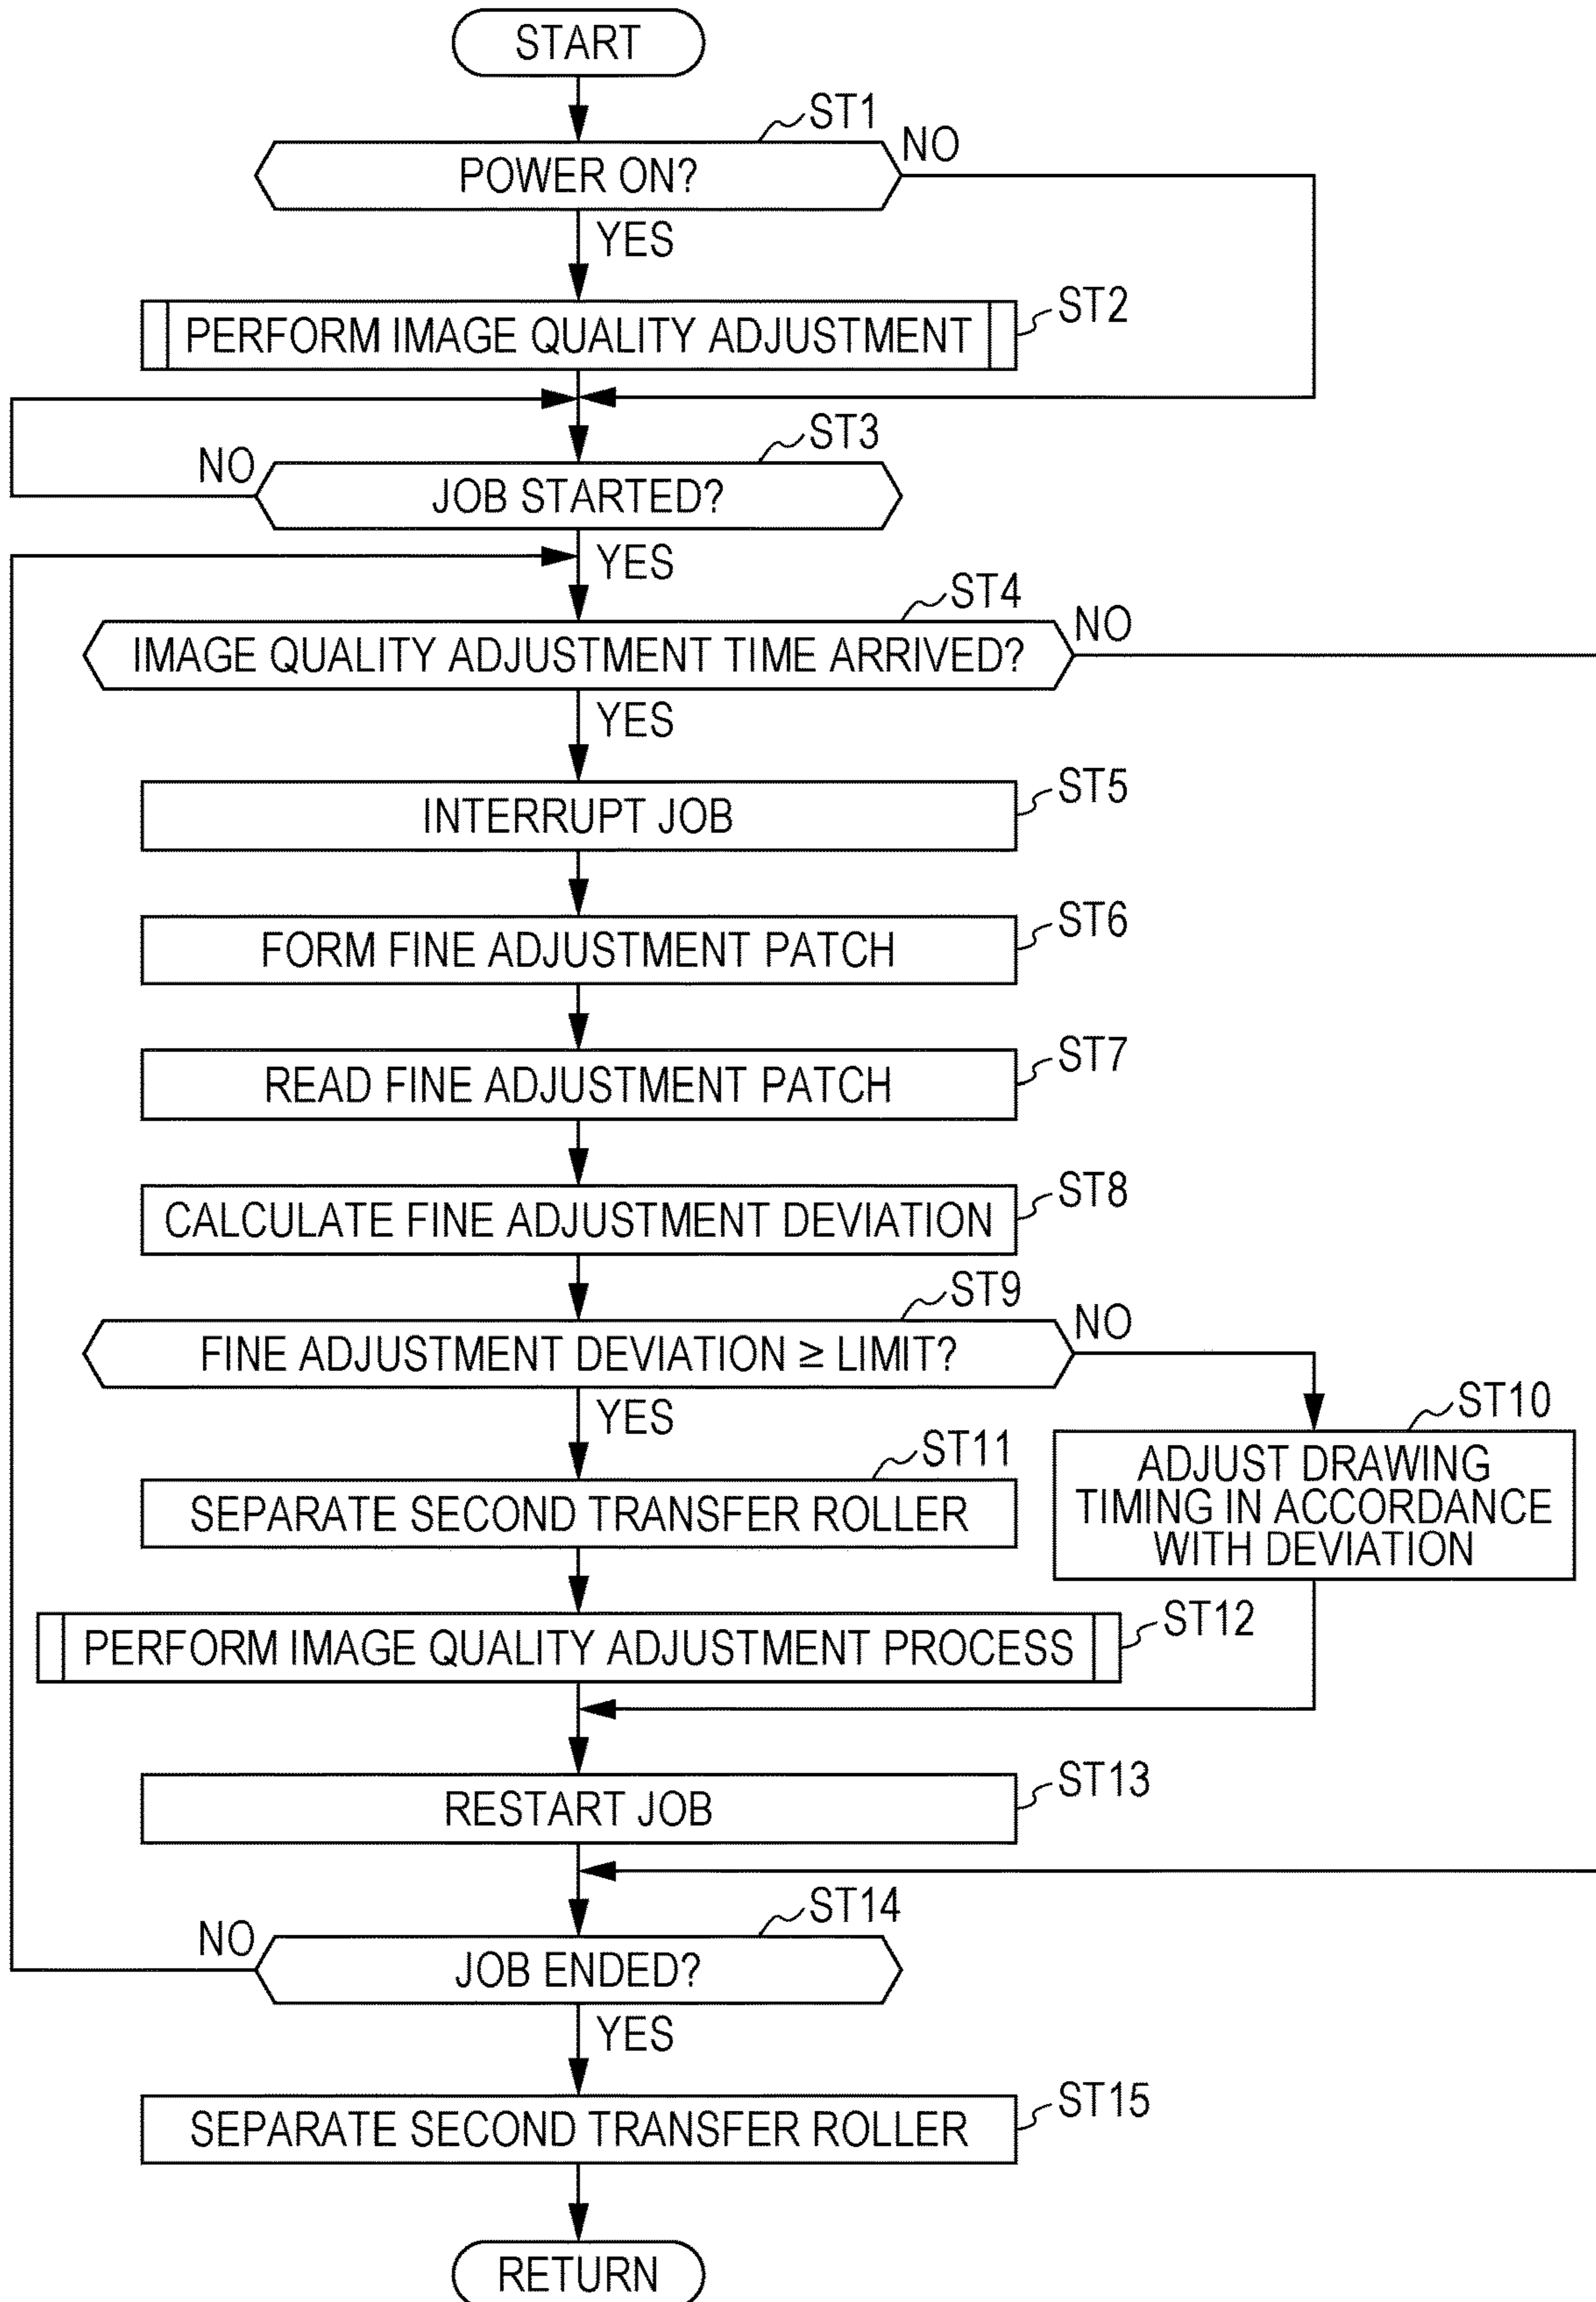 START
ST1
POWER ON?
NO
YES
ST2
PERFORM IMAGE QUALITY ADJUSTMENT
ST3
NO
JOB STARTED?
YES
ST4
IMAGE QUALITY ADJUSTMENT TIME ARRIVED?
NO
YES
ST5
INTERRUPT JOB
ST6
FORM FINE ADJUSTMENT PATCH
ST7
READ FINE ADJUSTMENT PATCH
ST8
CALCULATE FINE ADJUSTMENT DEVIATION
ST9
FINE ADJUSTMENT DEVIATION ≥ LIMIT?
NO
YES
ST10
ADJUST DRAWING
TIMING IN ACCORDANCE
WITH DEVIATION
ST11
SEPARATE SECOND TRANSFER ROLLER
ST12
PERFORM IMAGE QUALITY ADJUSTMENT PROCESS
ST13
RESTART JOB
ST14
NO
JOB ENDED?
YES
ST15
SEPARATE SECOND TRANSFER ROLLER
RETURN